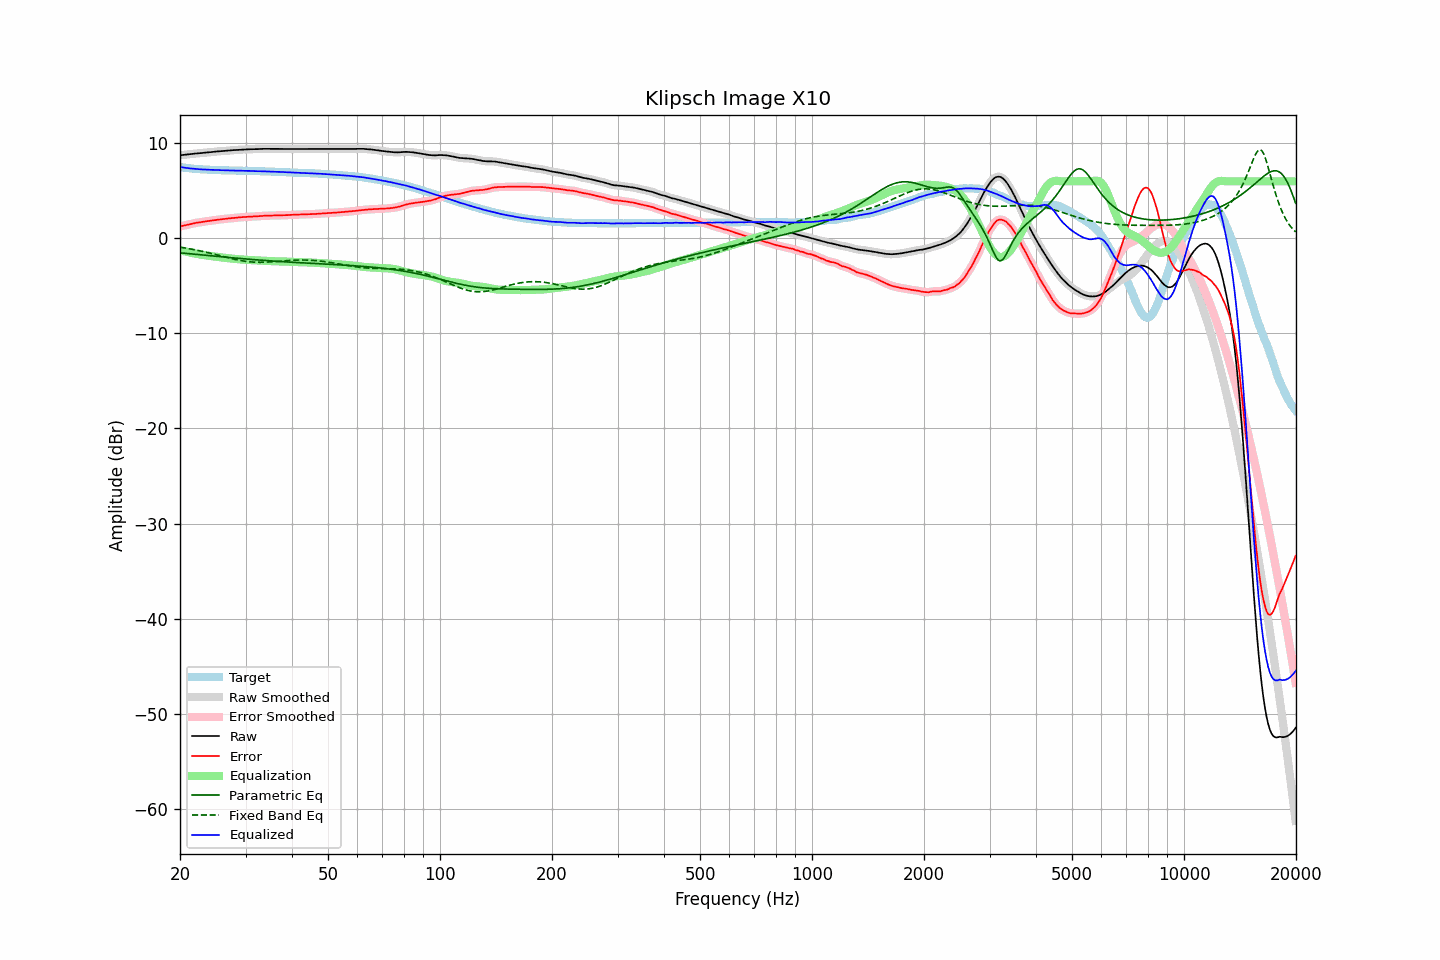 Klipsch Image X10
Amplitude (dBr)
10
0
−10
−20
−30
−40
−50
−60
Target
Raw Smoothed
Error Smoothed
Raw
Error
Equalization
Parametric Eq
Fixed Band Eq
Equalized
20 50 100 200 500 1000 2000 5000 10000 20000
Frequency (Hz)